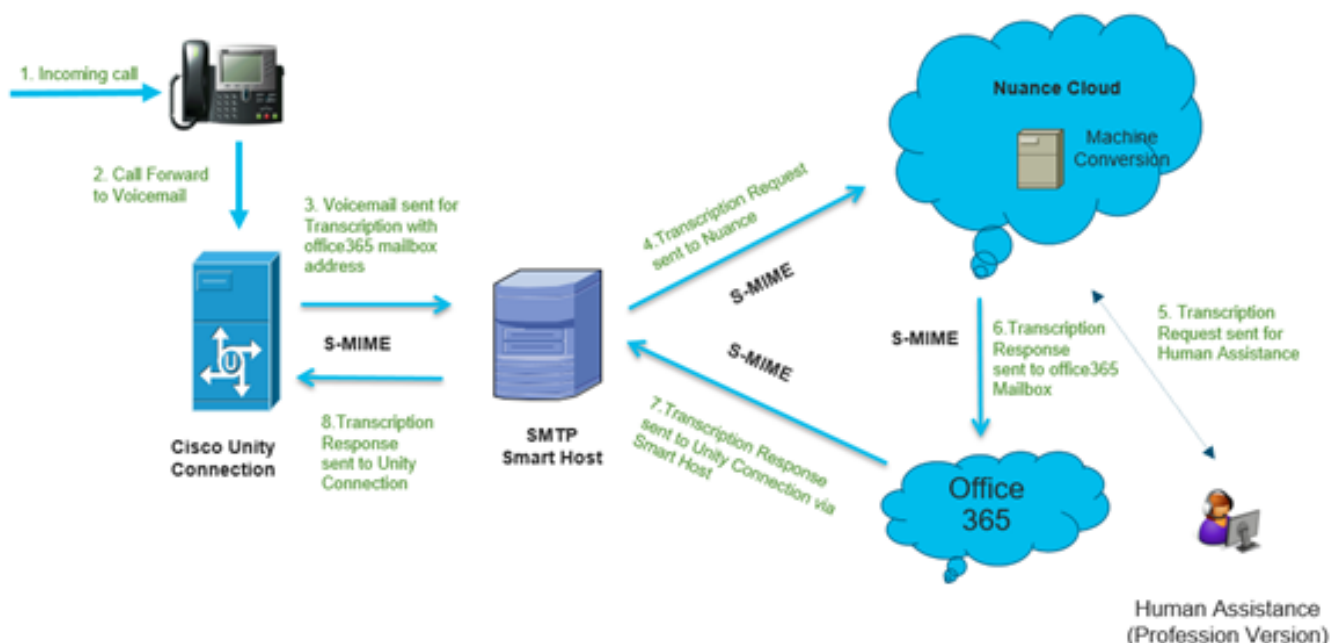 1. Incoming call
2. Call Forward
to Voicemail
3. Voicemail sent for
Transcription with
office365 mailbox
address
S-MIME
8.Transcription
Response
sent to Unity
Connection
Cisco Unity
Connection
U
SMTP
Smart Host
4.Transcription Request
sent to Nuance
S-MIME
S-MIME
7.Transcription Response
sent to Unity Connection via
Smart Host
Nuance Cloud
Machine
Conversion
S-MIME
6.Transcription
Response
sent to office365
Mailbox
5. Transcription
Request sent for
Human Assistance
Office
365
Human Assistance
(Profession Version)